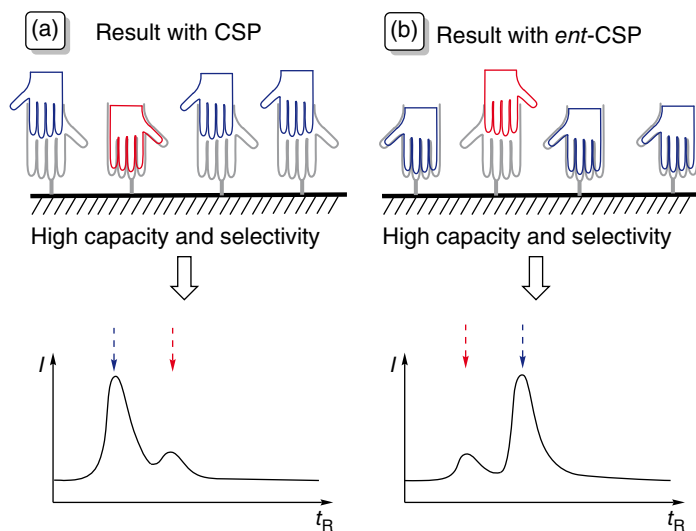 (a) Result with CSP
(b) Result with ent-CSP
High capacity and selectivity
High capacity and selectivity
I
tR
I
tR